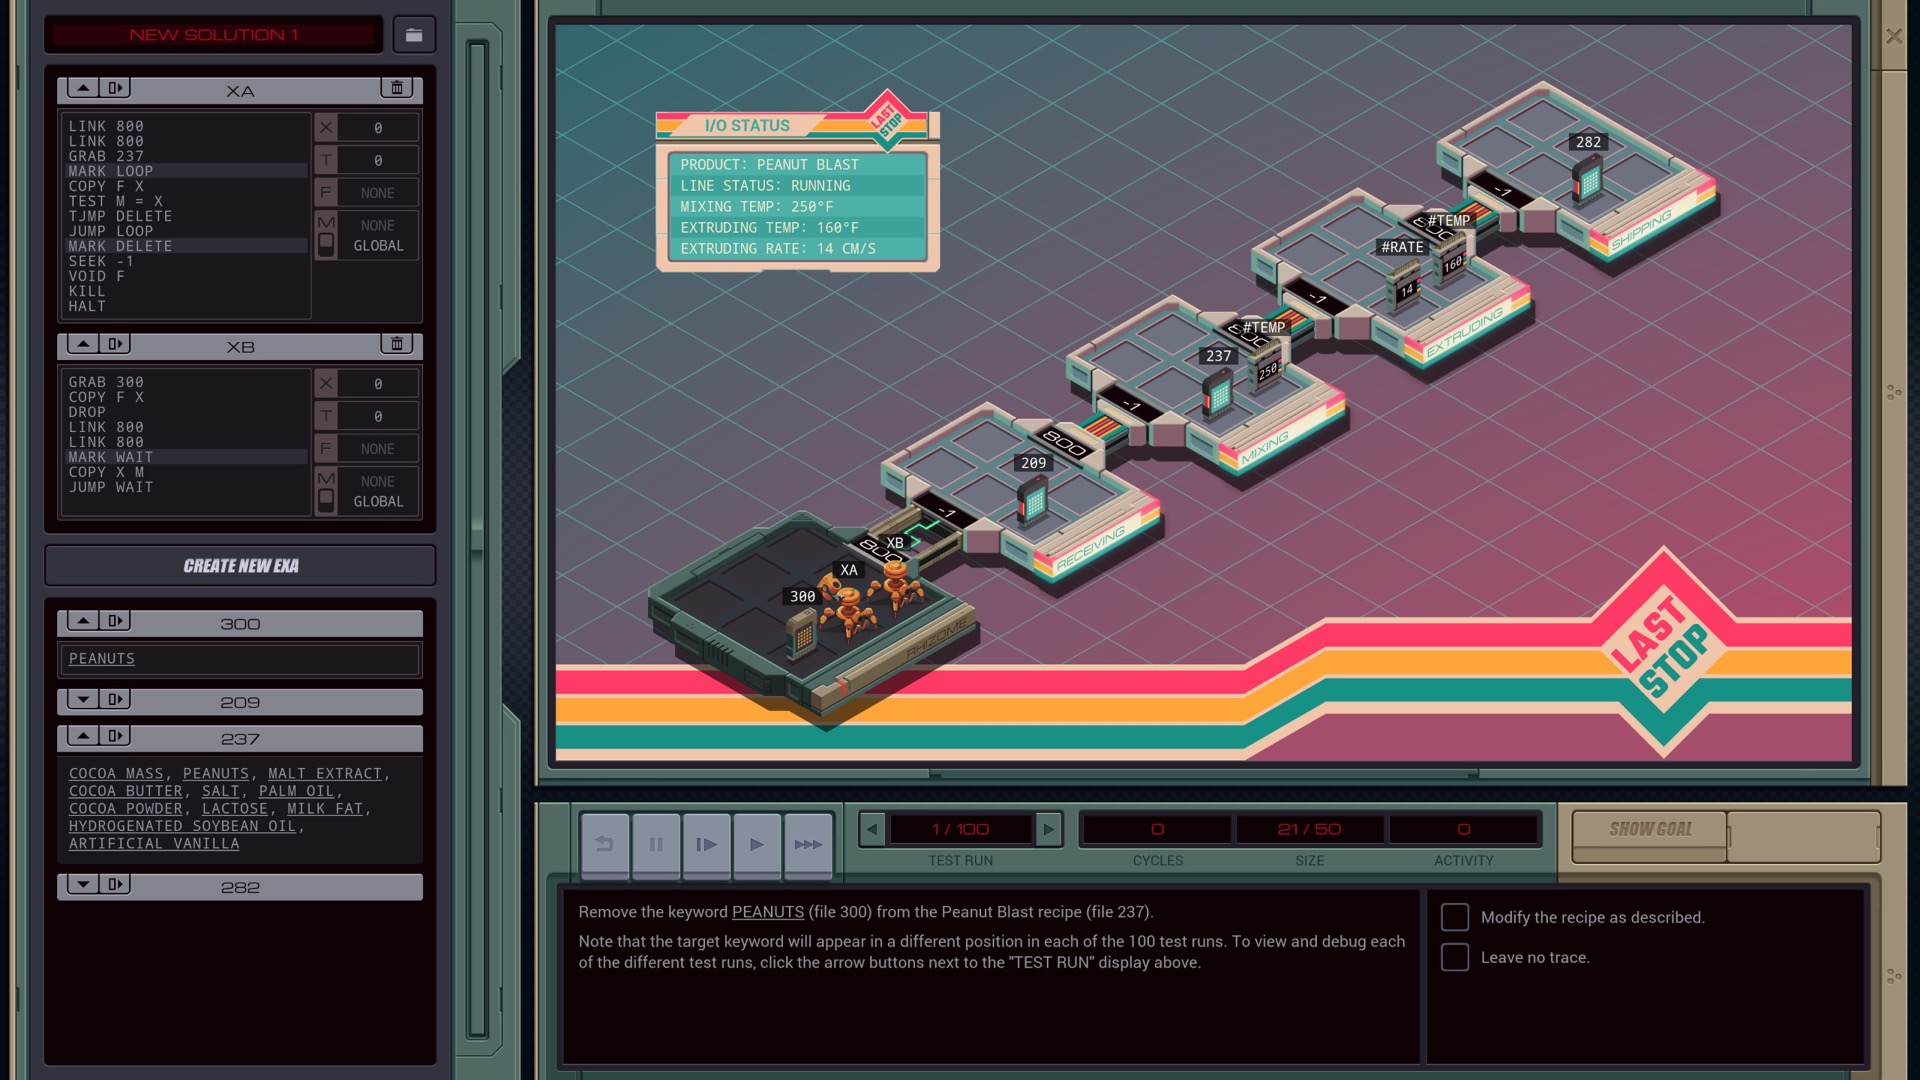 NEW SOLUTION 1
XA
LINK 800
LINK 800
GRAB 237
MARK LOOP
COPY F X
TEST M = X
TJMP DELETE
JUMP LOOP
MARK DELETE
SEEK -1
VOID F
KILL
HALT
X 0
T 0
F NONE
M NONE
GLOBAL
XB
GRAB 300
COPY F X
DROP
LINK 800
LINK 800
MARK WAIT
COPY X M
JUMP WAIT
X 0
T 0
F NONE
M NONE
GLOBAL
CREATE NEW EXA
300
PEANUTS
209
237
COCOA MASS, PEANUTS, MALT EXTRACT,
COCOA BUTTER, SALT, PALM OIL,
COCOA POWDER, LACTOSE, MILK FAT,
HYDROGENATED SOYBEAN OIL,
ARTIFICIAL VANILLA
282
I/O STATUS
LAST STOP
PRODUCT: PEANUT BLAST
LINE STATUS: RUNNING
MIXING TEMP: 250°F
EXTRUDING TEMP: 160°F
EXTRUDING RATE: 14 CM/S
282
-1
SHIPPING
#TEMP
800
#RATE
160
14
-1
EXTRUDING
#TEMP
800
237
250
-1
MIXING
800
209
-1
RECEIVING
XB
800
XA
300
RHIZOME
LAST
STOP
1 / 100
TEST RUN
0
CYCLES
21 / 50
SIZE
0
ACTIVITY
SHOW GOAL
Remove the keyword PEANUTS (file 300) from the Peanut Blast recipe (file 237).
Note that the target keyword will appear in a different position in each of the 100 test runs. To view and debug each
of the different test runs, click the arrow buttons next to the "TEST RUN" display above.
Modify the recipe as described.
Leave no trace.